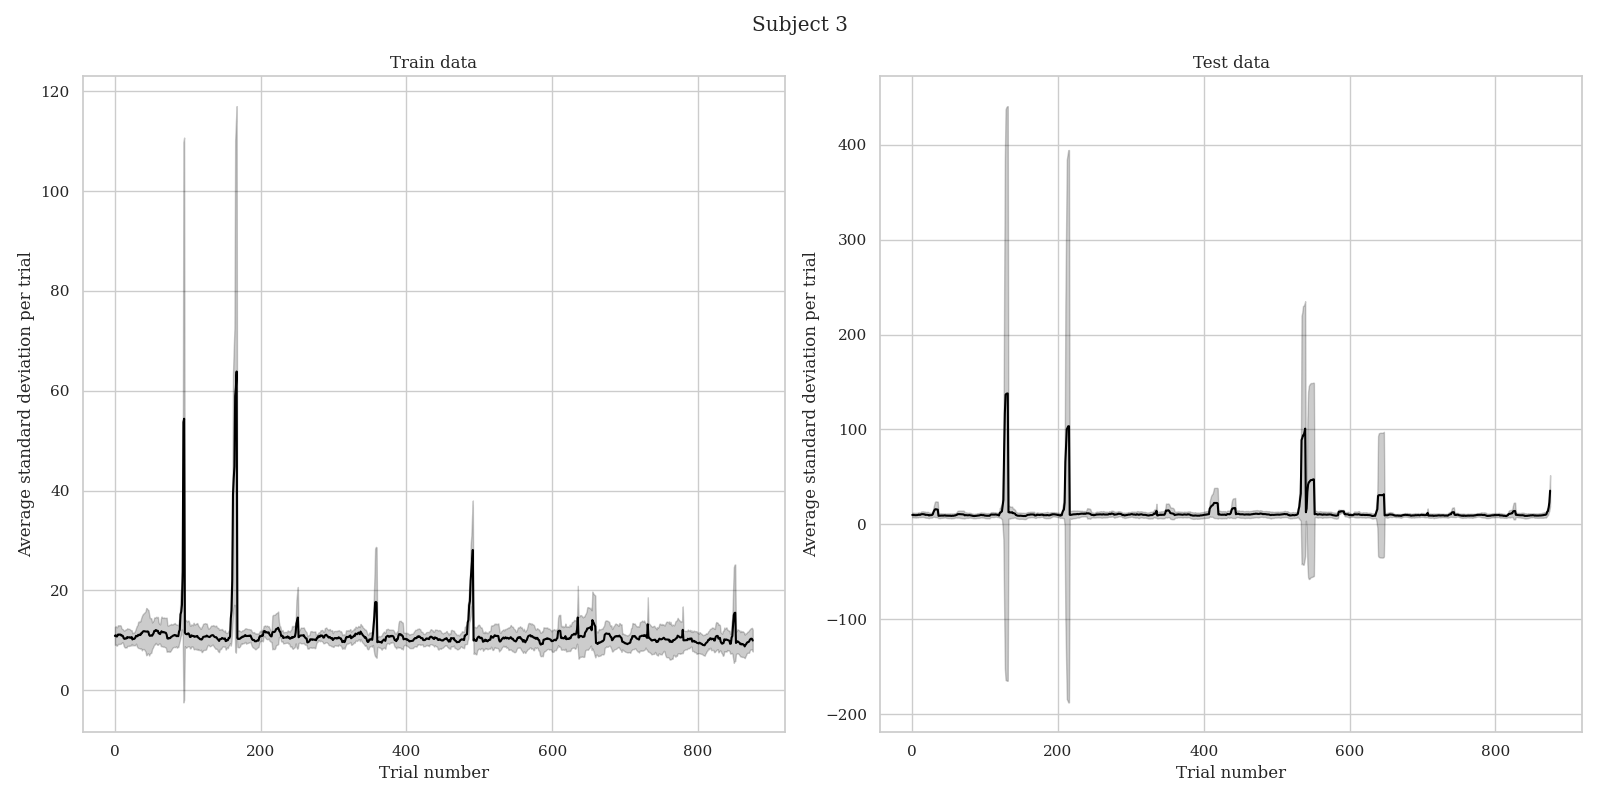 Subject 3
Train data
Average standard deviation per trial
120
100
80
60
40
20
0
0 200 400 600 800
Trial number
Test data
Average standard deviation per trial
400
300
200
100
0
−100
−200
0 200 400 600 800
Trial number